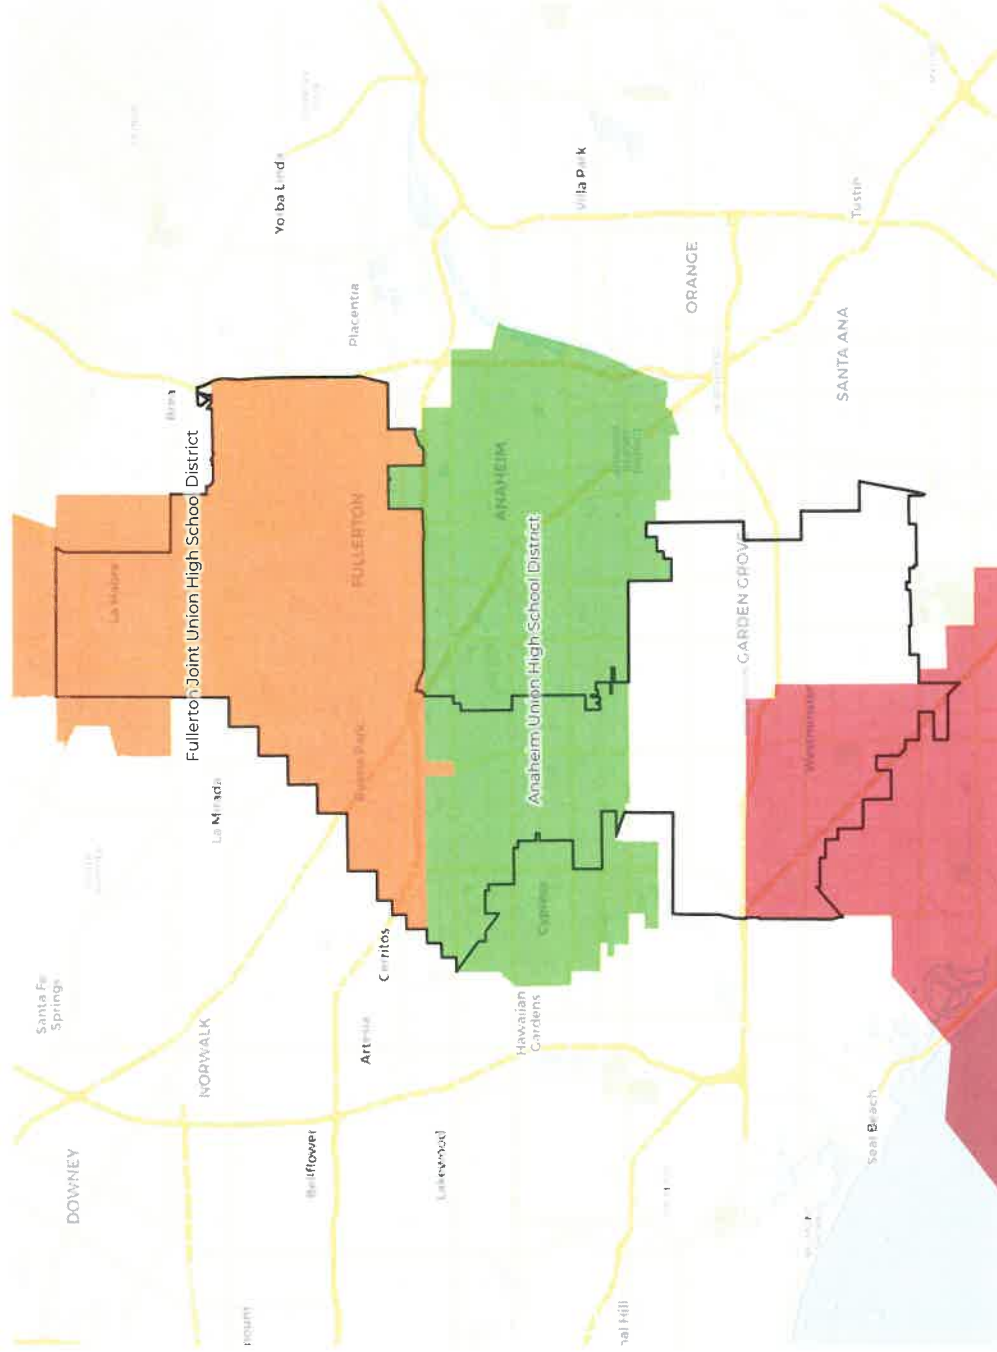 DOWNEY
Santa Fe
Springs
La Habra
Brea
Fullerton Joint Union High School District
NORWALK
La Mirada
Yorba Linda
Bellflower
Artesia
Cerritos
Buena Park
FULLERTON
Placentia
Lakewood
Hawaiian
Gardens
Cypress
Anaheim Union High School District
ANAHEIM
Villa Park
nal Hill
ORANGE
GARDEN GROVE
Westminster
SANTA ANA
Tustin
Seal Beach